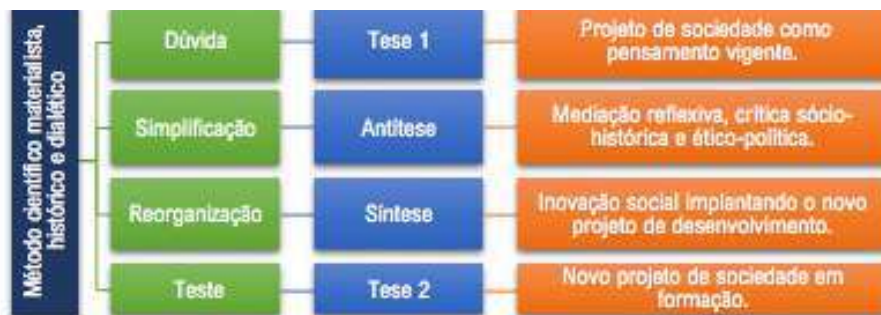 Método científico materialista,
histórico e dialético
Dúvida
Tese 1
Projeto de sociedade como
pensamento vigente.
Simplificação
Antítese
Mediação reflexiva, crítica sócio-
histórica e ético-política.
Reorganização
Síntese
Inovação social implantando o novo
projeto de desenvolvimento.
Teste
Tese 2
Novo projeto de sociedade em
formação.